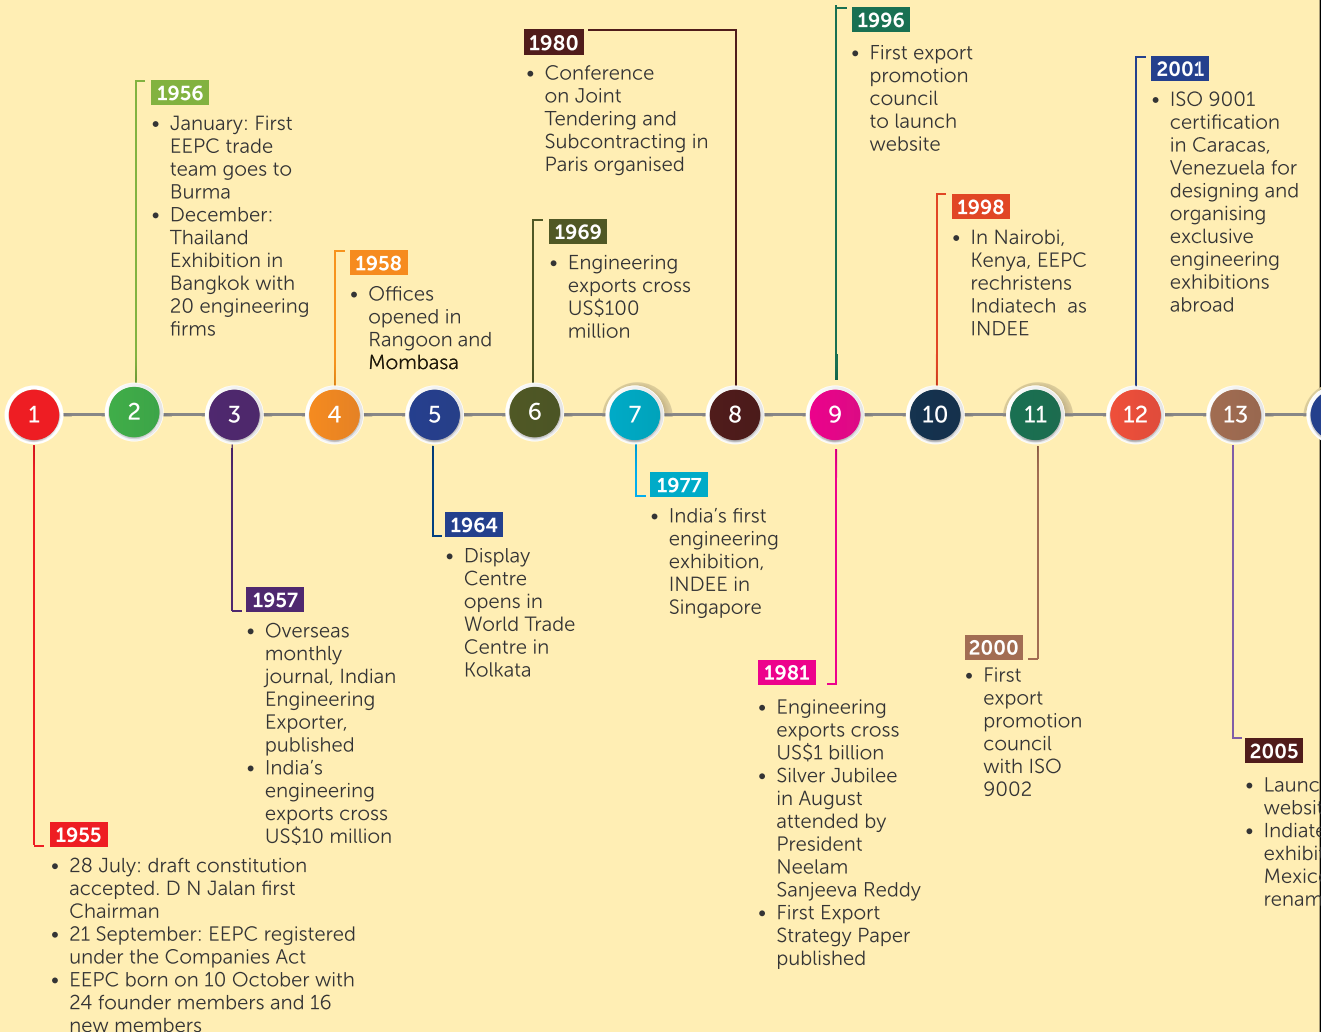 1955
• 28 July: draft constitution
accepted. D N Jalan first
Chairman
• 21 September: EEPC registered
under the Companies Act
• EEPC born on 10 October with
24 founder members and 16
new members
1956
• January: First
EEPC trade
team goes to
Burma
• December:
Thailand
Exhibition in
Bangkok with
20 engineering
firms
1957
• Overseas
monthly
journal, Indian
Engineering
Exporter,
published
• India’s
engineering
exports cross
US$10 million
1958
• Offices
opened in
Rangoon and
Mombasa
1964
• Display
Centre
opens in
World Trade
Centre in
Kolkata
1969
• Engineering
exports cross
US$100
million
1977
• India’s first
engineering
exhibition,
INDEE in
Singapore
1980
• Conference
on Joint
Tendering and
Subcontracting in
Paris organised
1981
• Engineering
exports cross
US$1 billion
• Silver Jubilee
in August
attended by
President
Neelam
Sanjeeva Reddy
• First Export
Strategy Paper
published
1996
• First export
promotion
council
to launch
website
1998
• In Nairobi,
Kenya, EEPC
rechristens
Indiatech as
INDEE
2000
• First
export
promotion
council
with ISO
9002
2001
• ISO 9001
certification
in Caracas,
Venezuela for
designing and
organising
exclusive
engineering
exhibitions
abroad
2005
1 2 3 4 5 6 7 8 9 10 11 12 13